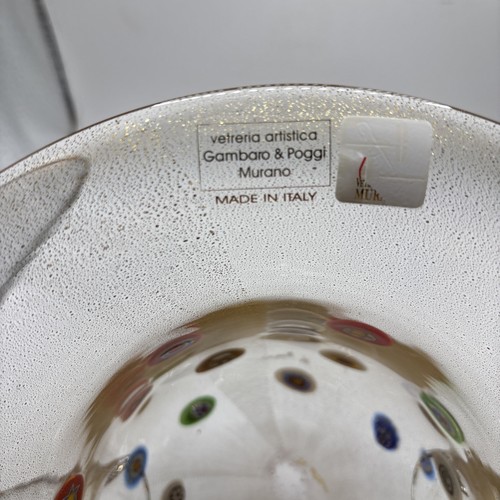 vetreria artistica
Gambaro & Poggi
Murano
MADE IN ITALY